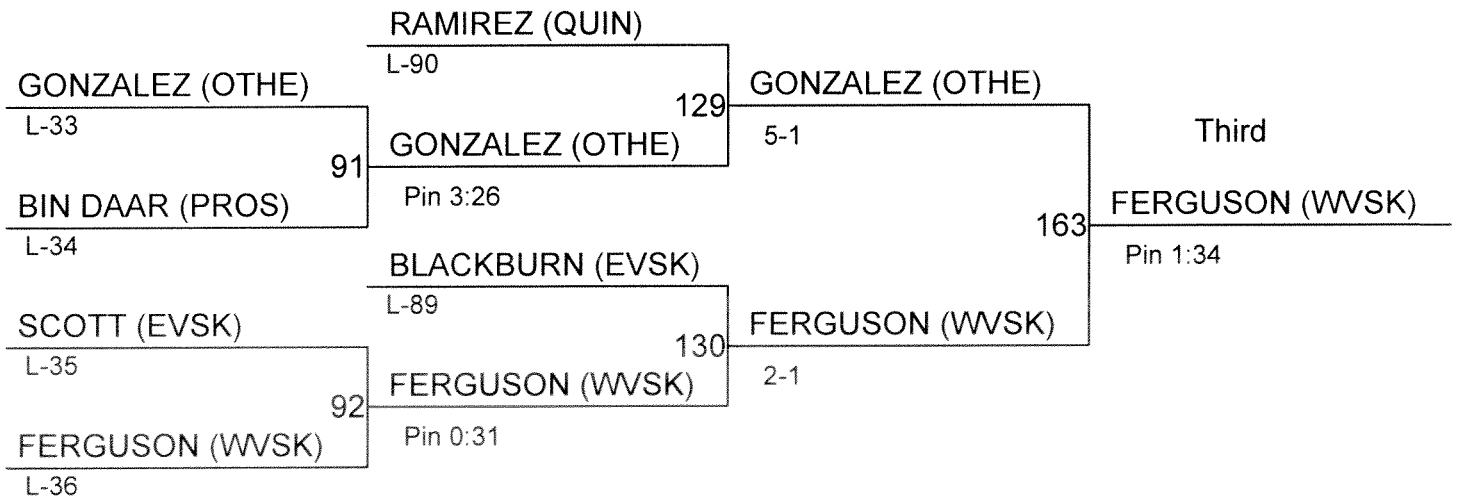 RAMIREZ (QUIN)
L-90
GONZALEZ (OTHE)
L-33
129
GONZALEZ (OTHE)
5-1
Third
91
GONZALEZ (OTHE)
Pin 3:26
BIN DAAR (PROS)
L-34
163
FERGUSON (WVSK)
Pin 1:34
BLACKBURN (EVSK)
L-89
SCOTT (EVSK)
L-35
130
FERGUSON (WVSK)
2-1
92
FERGUSON (WVSK)
Pin 0:31
FERGUSON (WVSK)
L-36